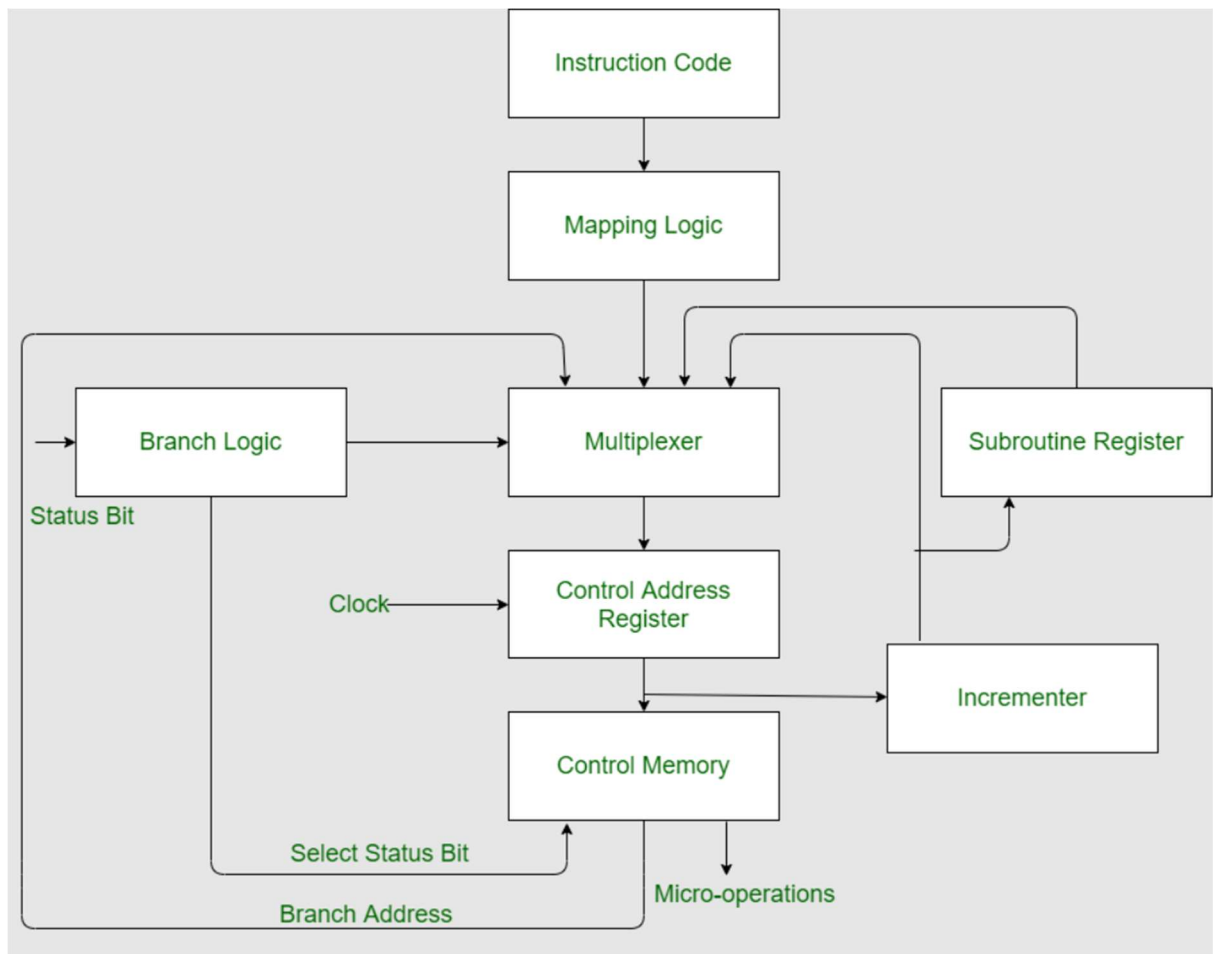 Instruction Code
Mapping Logic
Branch Logic
Multiplexer
Subroutine Register
Status Bit
Clock
Control Address
Register
Incrementer
Control Memory
Select Status Bit
Micro-operations
Branch Address